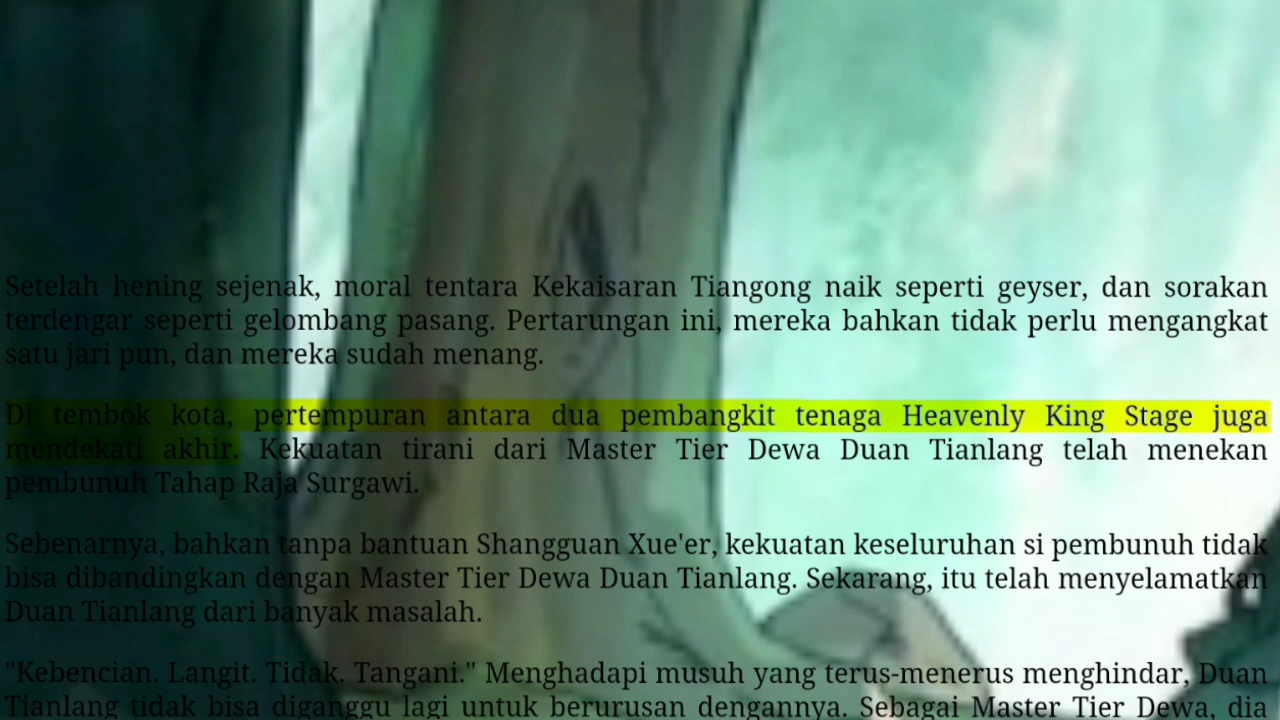 Setelah hening sejenak, moral tentara Kekaisaran Tiangong naik seperti geyser, dan sorakan
terdengar seperti gelombang pasang. Pertarungan ini, mereka bahkan tidak perlu mengangkat
satu jari pun, dan mereka sudah menang.
Di tembok kota, pertempuran antara dua pembangkit tenaga Heavenly King Stage juga
mendekati akhir. Kekuatan tirani dari Master Tier Dewa Duan Tianlang telah menekan
pembunuh Tahap Raja Surgawi.
Sebenarnya, bahkan tanpa bantuan Shangguan Xue'er, kekuatan keseluruhan si pembunuh tidak
bisa dibandingkan dengan Master Tier Dewa Duan Tianlang. Sekarang, itu telah menyelamatkan
Duan Tianlang dari banyak masalah.
"Kebencian. Langit. Tidak. Tangani." Menghadapi musuh yang terus-menerus menghindar, Duan
Tianlang tidak bisa diganggu lagi untuk berurusan dengannya. Sebagai Master Tier Dewa, dia